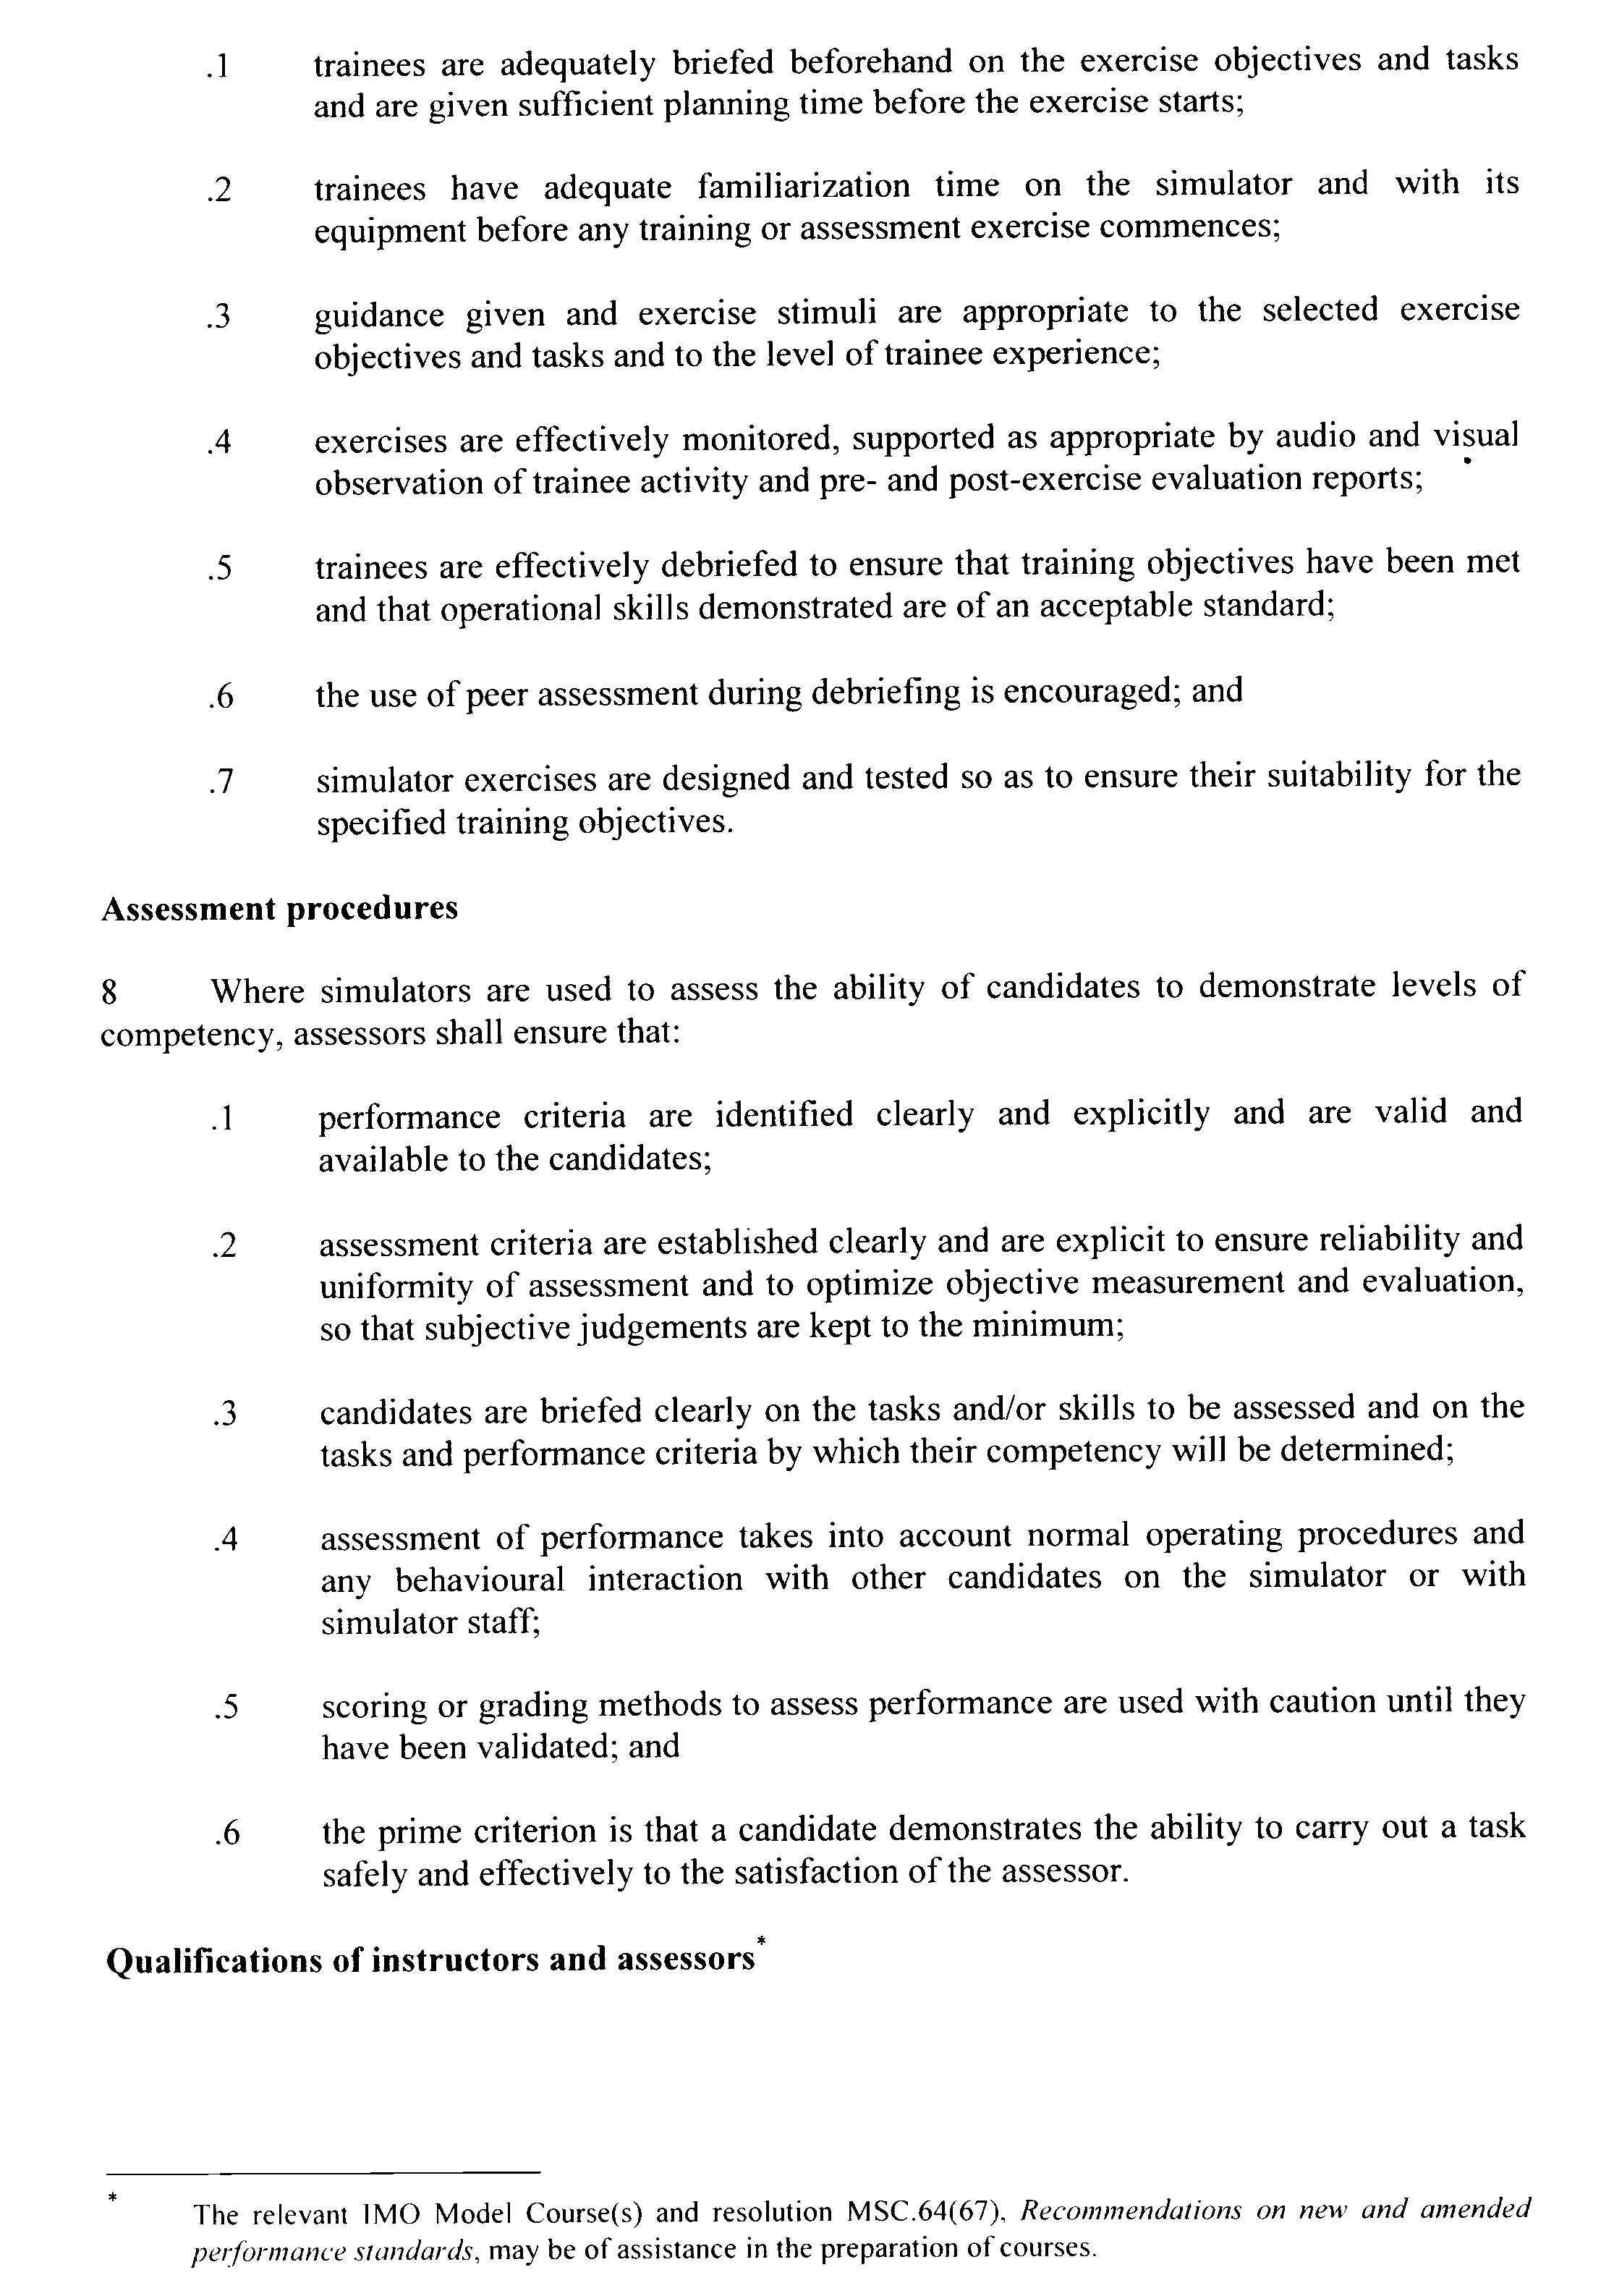 .1 trainees are adequately briefed beforehand on the exercise objectives and tasks
and are given sufficient planning time before the exercise starts;
.2 trainees have adequate familiarization time on the simulator and with its
equipment before any training or assessment exercise commences;
.3 guidance given and exercise stimuli are appropriate to the selected exercise
objectives and tasks and to the level of trainee experience;
.4 exercises are effectively monitored, supported as appropriate by audio and visual
observation of trainee activity and pre- and post-exercise evaluation reports;
.5 trainees are effectively debriefed to ensure that training objectives have been met
and that operational skills demonstrated are of an acceptable standard;
.6 the use of peer assessment during debriefing is encouraged; and
.7 simulator exercises are designed and tested so as to ensure their suitability for the
specified training objectives.
Assessment procedures
8 Where simulators are used to assess the ability of candidates to demonstrate levels of
competency, assessors shall ensure that:
.1 performance criteria are identified clearly and explicitly and are valid and
available to the candidates;
.2 assessment criteria are established clearly and are explicit to ensure reliability and
uniformity of assessment and to optimize objective measurement and evaluation,
so that subjective judgements are kept to the minimum;
.3 candidates are briefed clearly on the tasks and/or skills to be assessed and on the
tasks and performance criteria by which their competency will be determined;
.4 assessment of performance takes into account normal operating procedures and
any behavioural interaction with other candidates on the simulator or with
simulator staff;
.5 scoring or grading methods to assess performance are used with caution until they
have been validated; and
.6 the prime criterion is that a candidate demonstrates the ability to carry out a task
safely and effectively to the satisfaction of the assessor.
Qualifications of instructors and assessors*
* The relevant IMO Model Course(s) and resolution MSC.64(67), Recommendations on new and amended
performance standards, may be of assistance in the preparation of courses.